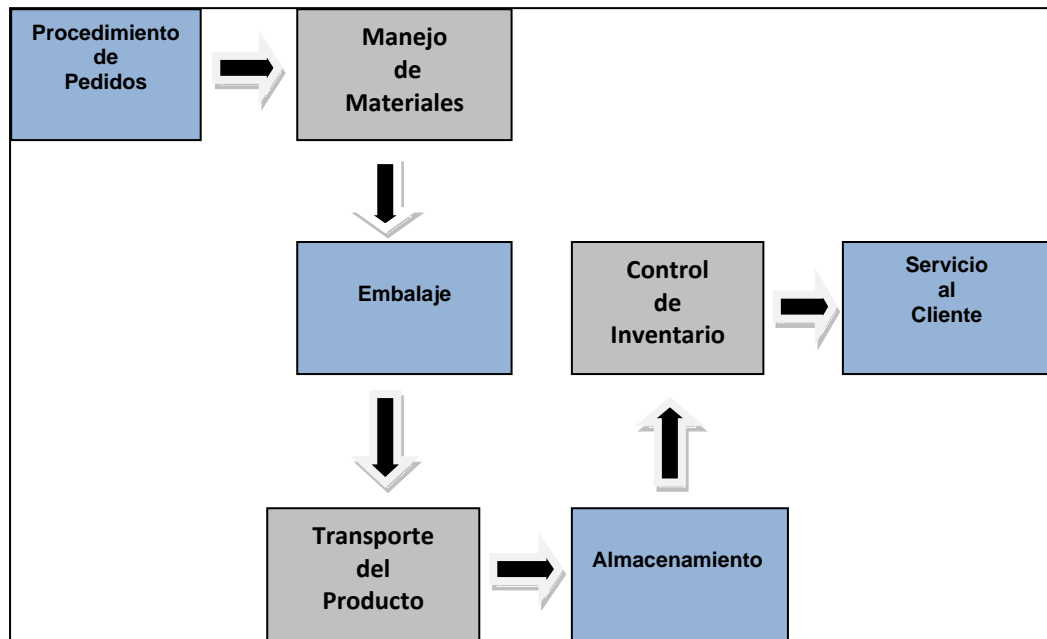 Procedimiento
de
Pedidos
Manejo
de
Materiales
Embalaje
Control
de
Inventario
Servicio
al
Cliente
Transporte
del
Producto
Almacenamiento